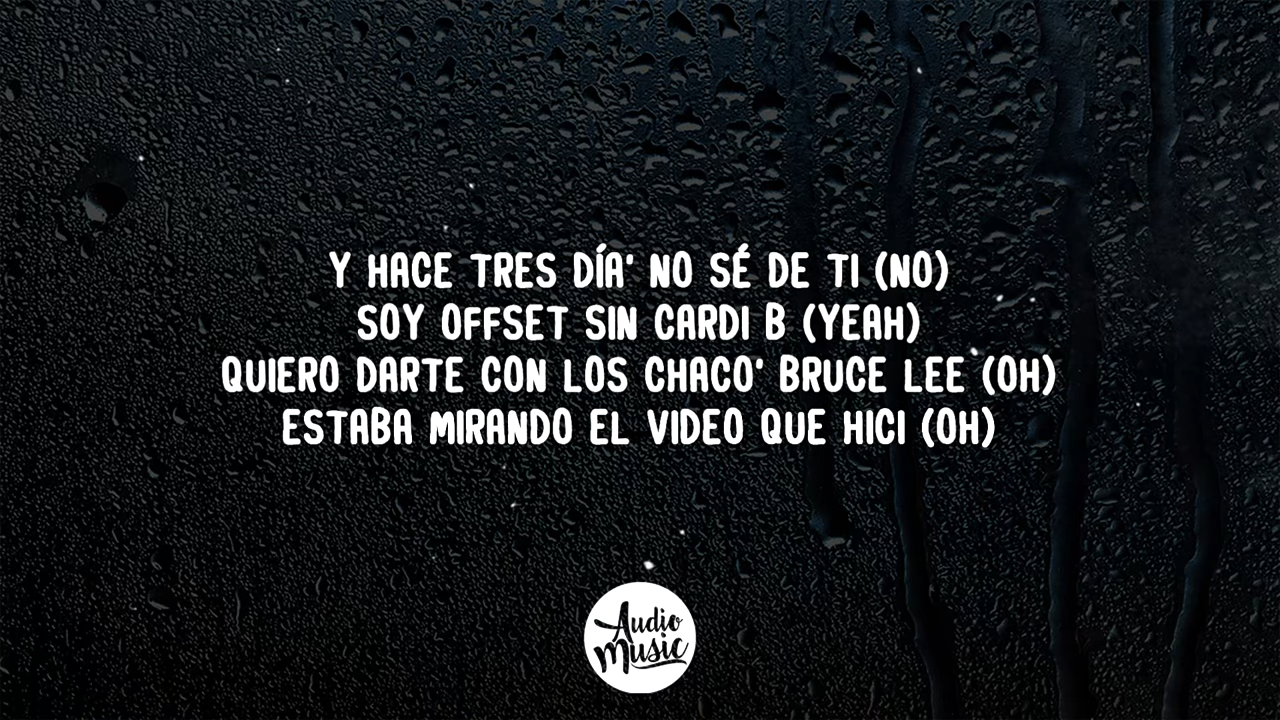 Y HACE TRES DÍA' NO SÉ DE TI (NO)
SOY OFFSET SIN CARDI B (YEAH)
QUIERO DARTE CON LOS CHACO' BRUCE LEE (OH)
ESTABA MIRANDO EL VIDEO QUE HICI (OH)
Audio
Music